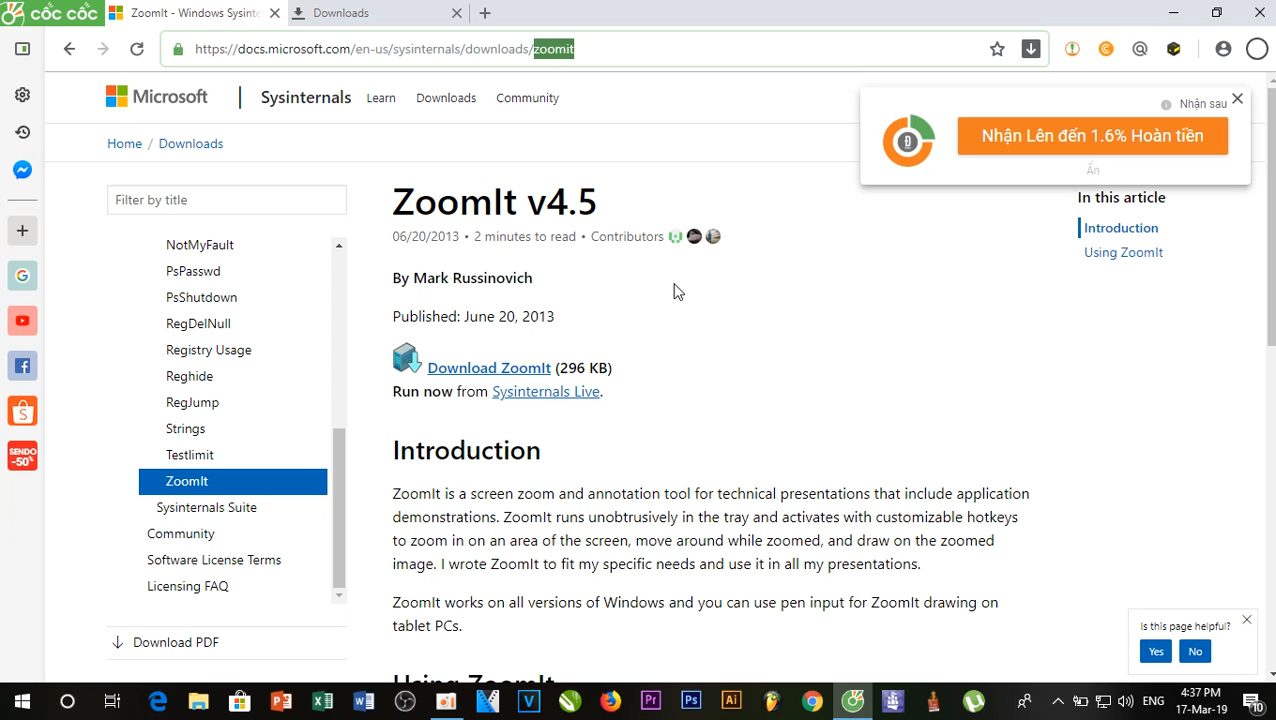 cốc cốc
ZoomIt - Windows Sysinte
Downloads
https://docs.microsoft.com/en-us/sysinternals/downloads/zoomit
Microsoft
Sysinternals
Learn
Downloads
Community
Nhận sau
Nhận Lên đến 1.6% Hoàn tiền
Ẩn
Home / Downloads
Filter by title
NotMyFault
PsPasswd
PsShutdown
RegDelNull
Registry Usage
Reghide
RegJump
Strings
Testlimit
ZoomIt
Sysinternals Suite
Community
Software License Terms
Licensing FAQ
Download PDF
ZoomIt v4.5
06/20/2013 • 2 minutes to read • Contributors
By Mark Russinovich
Published: June 20, 2013
Download ZoomIt (296 KB)
Run now from Sysinternals Live.
Introduction
ZoomIt is a screen zoom and annotation tool for technical presentations that include application
demonstrations. ZoomIt runs unobtrusively in the tray and activates with customizable hotkeys
to zoom in on an area of the screen, move around while zoomed, and draw on the zoomed
image. I wrote ZoomIt to fit my specific needs and use it in all my presentations.
ZoomIt works on all versions of Windows and you can use pen input for ZoomIt drawing on
tablet PCs.
Using ZoomIt
In this article
Introduction
Using ZoomIt
Is this page helpful?
Yes
No
SENDO
-50%
ENG
4:37 PM
17-Mar-19
10